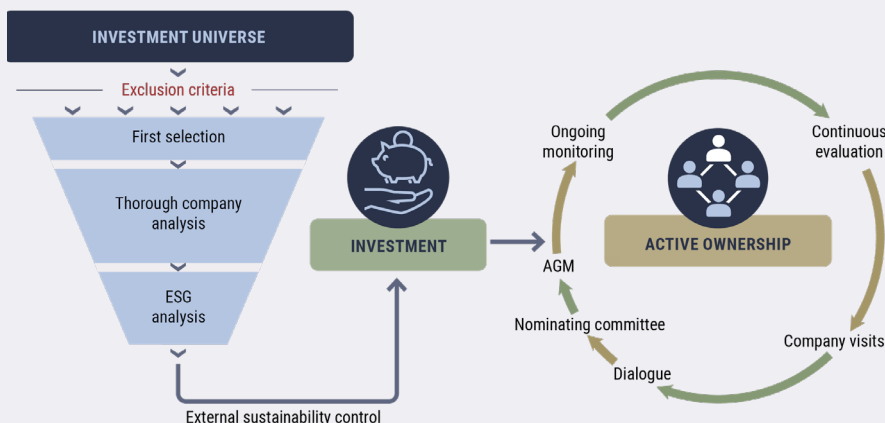 INVESTMENT UNIVERSE
Exclusion criteria
First selection
Thorough company
analysis
ESG
analysis
External sustainability control
INVESTMENT
ACTIVE OWNERSHIP
Ongoing
monitoring
Continuous
evaluation
Company visits
Dialogue
Nominating committee
AGM